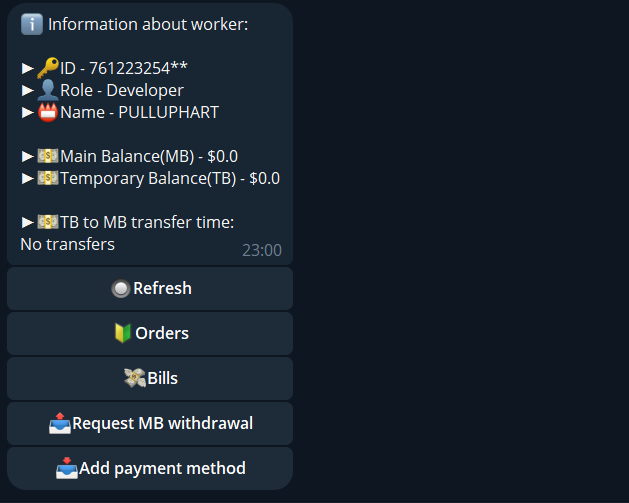 Information about worker:
►🔑ID - 761223254**
►👤Role - Developer
►📛Name - PULLUPHART
►💵Main Balance(MB) - $0.0
►💵Temporary Balance(TB) - $0.0
►💵TB to MB transfer time:
No transfers
23:00
Refresh
Orders
Bills
Request MB withdrawal
Add payment method